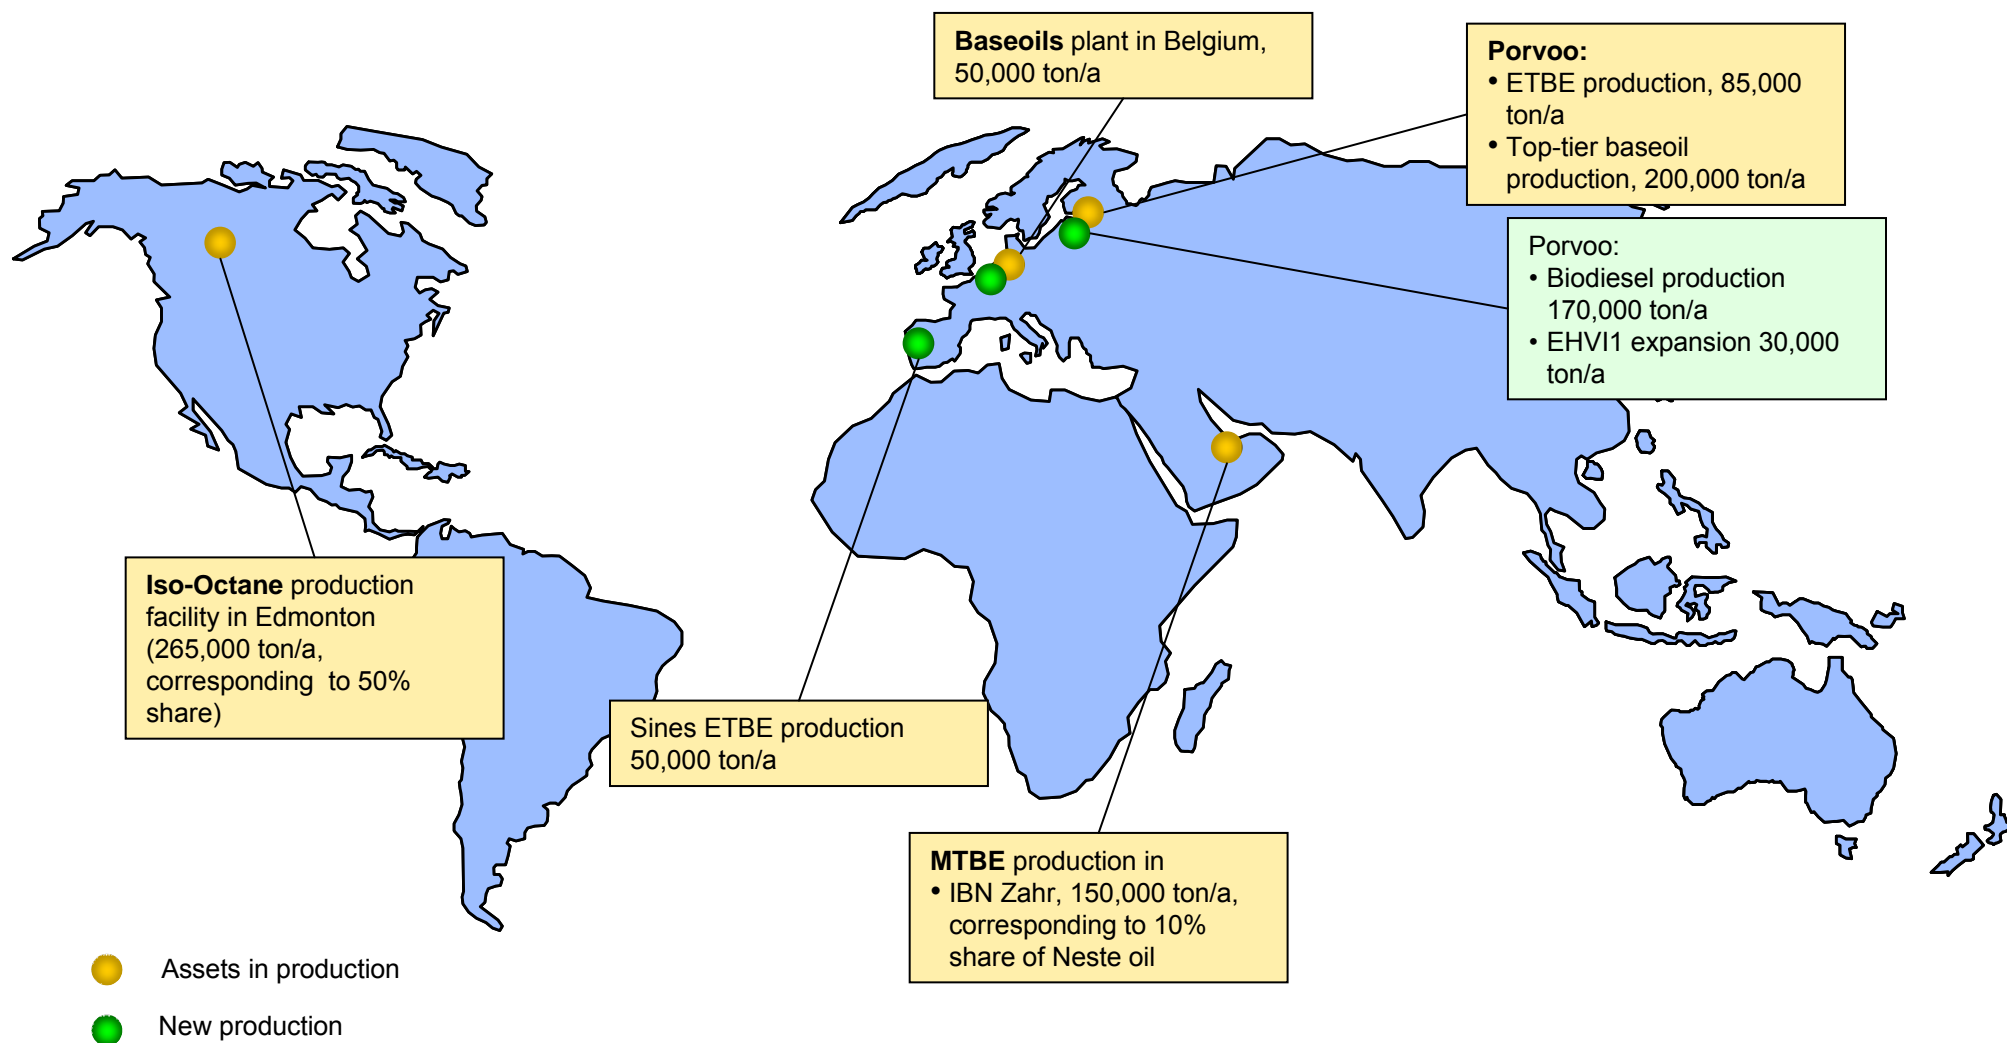 Baseoils plant in Belgium,
50,000 ton/a
Porvoo:
• ETBE production, 85,000
ton/a
• Top-tier baseoil
production, 200,000 ton/a
Porvoo:
• Biodiesel production
170,000 ton/a
• EHVI1 expansion 30,000
ton/a
Iso-Octane production
facility in Edmonton
(265,000 ton/a,
corresponding to 50%
share)
Sines ETBE production
50,000 ton/a
MTBE production in
• IBN Zahr, 150,000 ton/a,
corresponding to 10%
share of Neste oil
Assets in production
New production